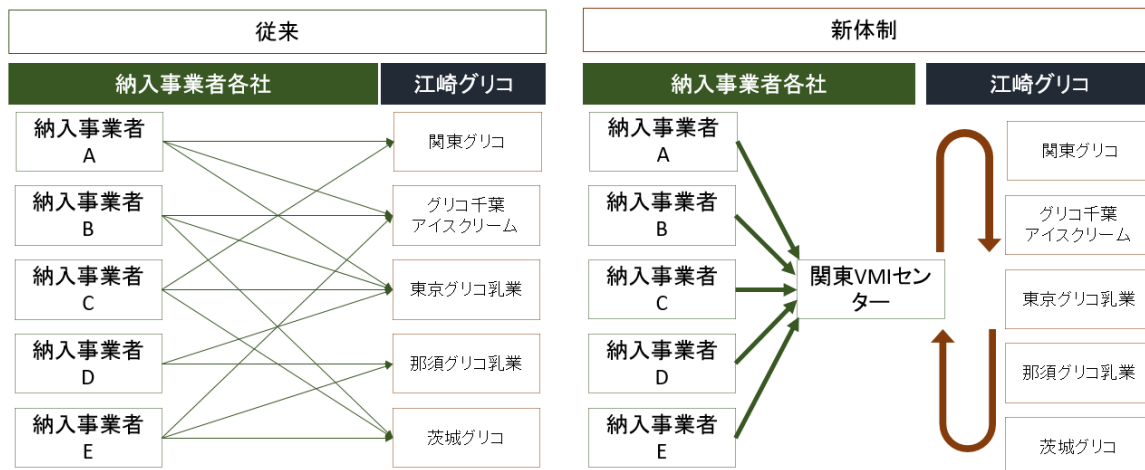 従来
納入事業者各社
江崎グリコ
納入事業者
A
納入事業者
B
納入事業者
C
納入事業者
D
納入事業者
E
関東グリコ
グリコ千葉
アイスクリーム
東京グリコ乳業
那須グリコ乳業
茨城グリコ
新体制
納入事業者各社
江崎グリコ
納入事業者
A
納入事業者
B
納入事業者
C
納入事業者
D
納入事業者
E
関東VMIセン
ター
関東グリコ
グリコ千葉
アイスクリーム
東京グリコ乳業
那須グリコ乳業
茨城グリコ